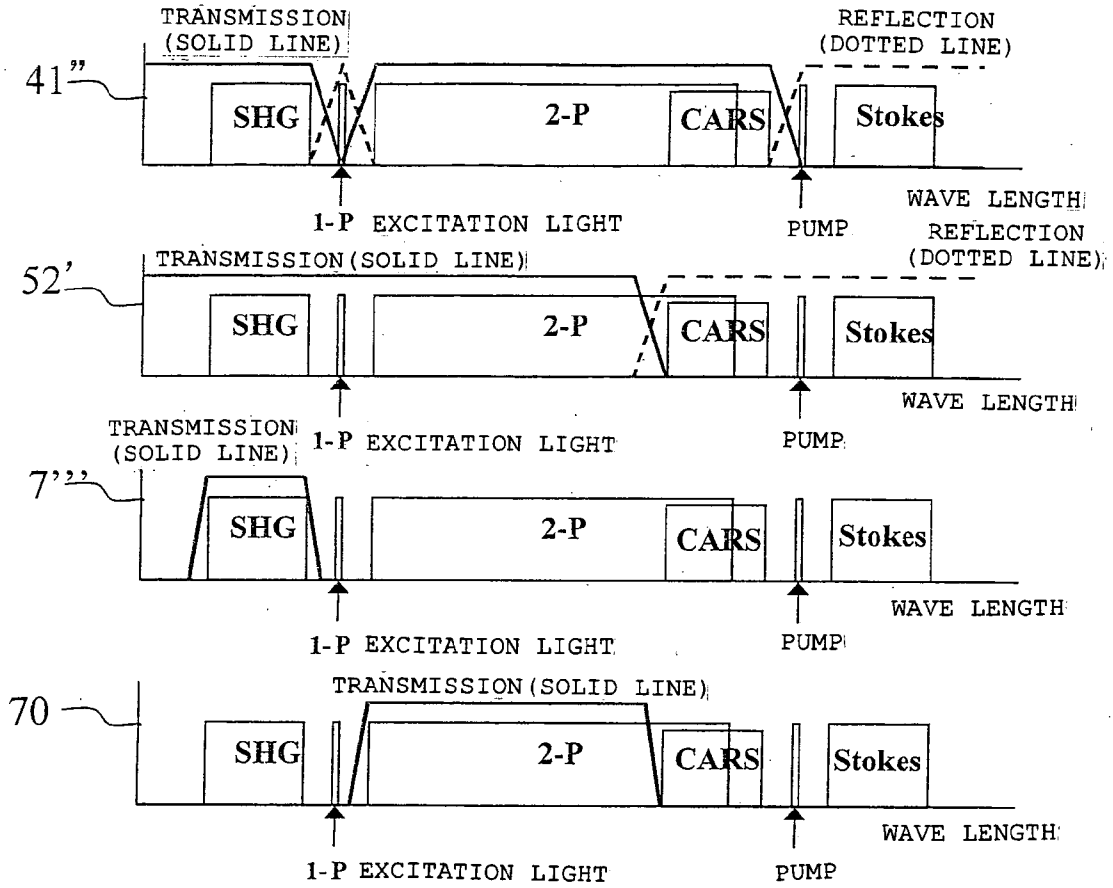 TRANSMISSION
(SOLID LINE)
REFLECTION
(DOTTED LINE)
41"
SHG
2-P
CARS
Stokes
WAVE LENGTH
1-P EXCITATION LIGHT
PUMP
REFLECTION
(DOTTED LINE)
TRANSMISSION (SOLID LINE)
52'
SHG
2-P
CARS
Stokes
WAVE LENGTH
1-P EXCITATION LIGHT
PUMP
TRANSMISSION
(SOLID LINE)
7'''
SHG
2-P
CARS
Stokes
WAVE LENGTH
1-P EXCITATION LIGHT
PUMP
TRANSMISSION (SOLID LINE)
70
SHG
2-P
CARS
Stokes
WAVE LENGTH
1-P EXCITATION LIGHT
PUMP